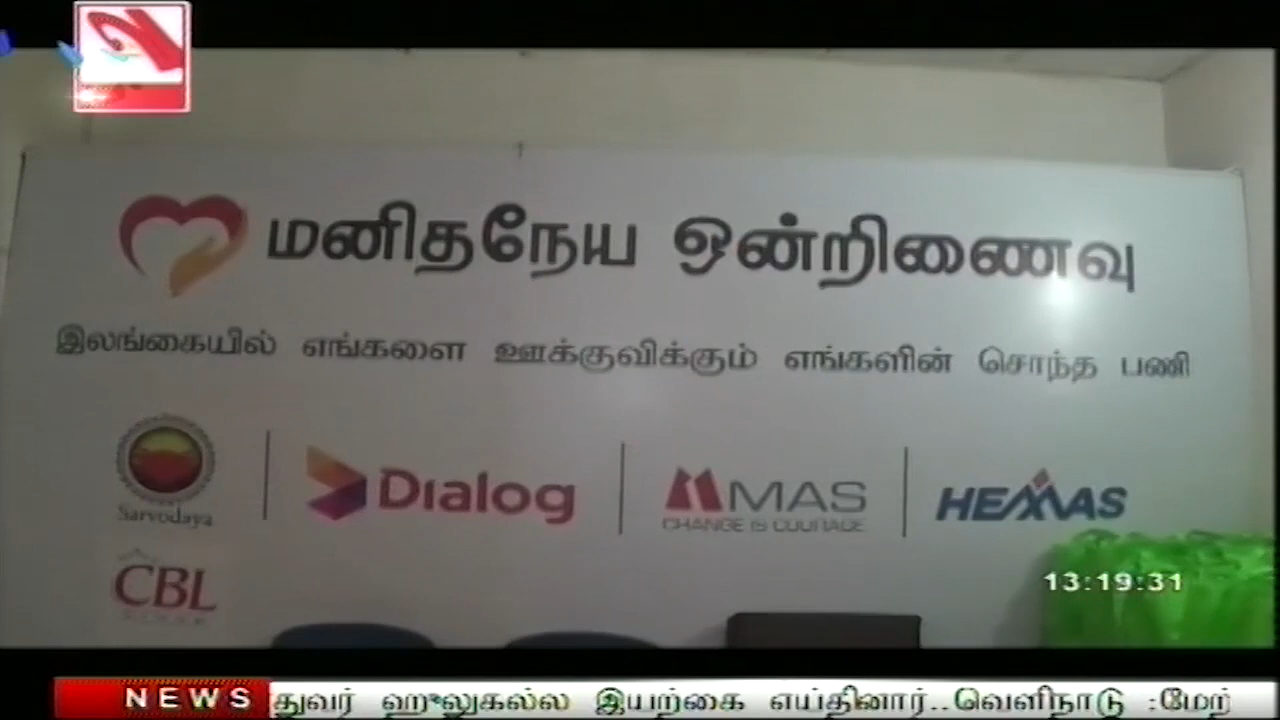 மனிதநேய ஒன்றிணைவு
இலங்கையில் எங்களை ஊக்குவிக்கும் எங்களின் சொந்த பணி
Sarvodaya
Dialog
MAS
CHANGE IS COURAGE
HEMAS
CBL
13:19:31
NEWS துவர் ஹுலுகல்ல இயற்கை எய்தினார்..வெளிநாடு :மேற்